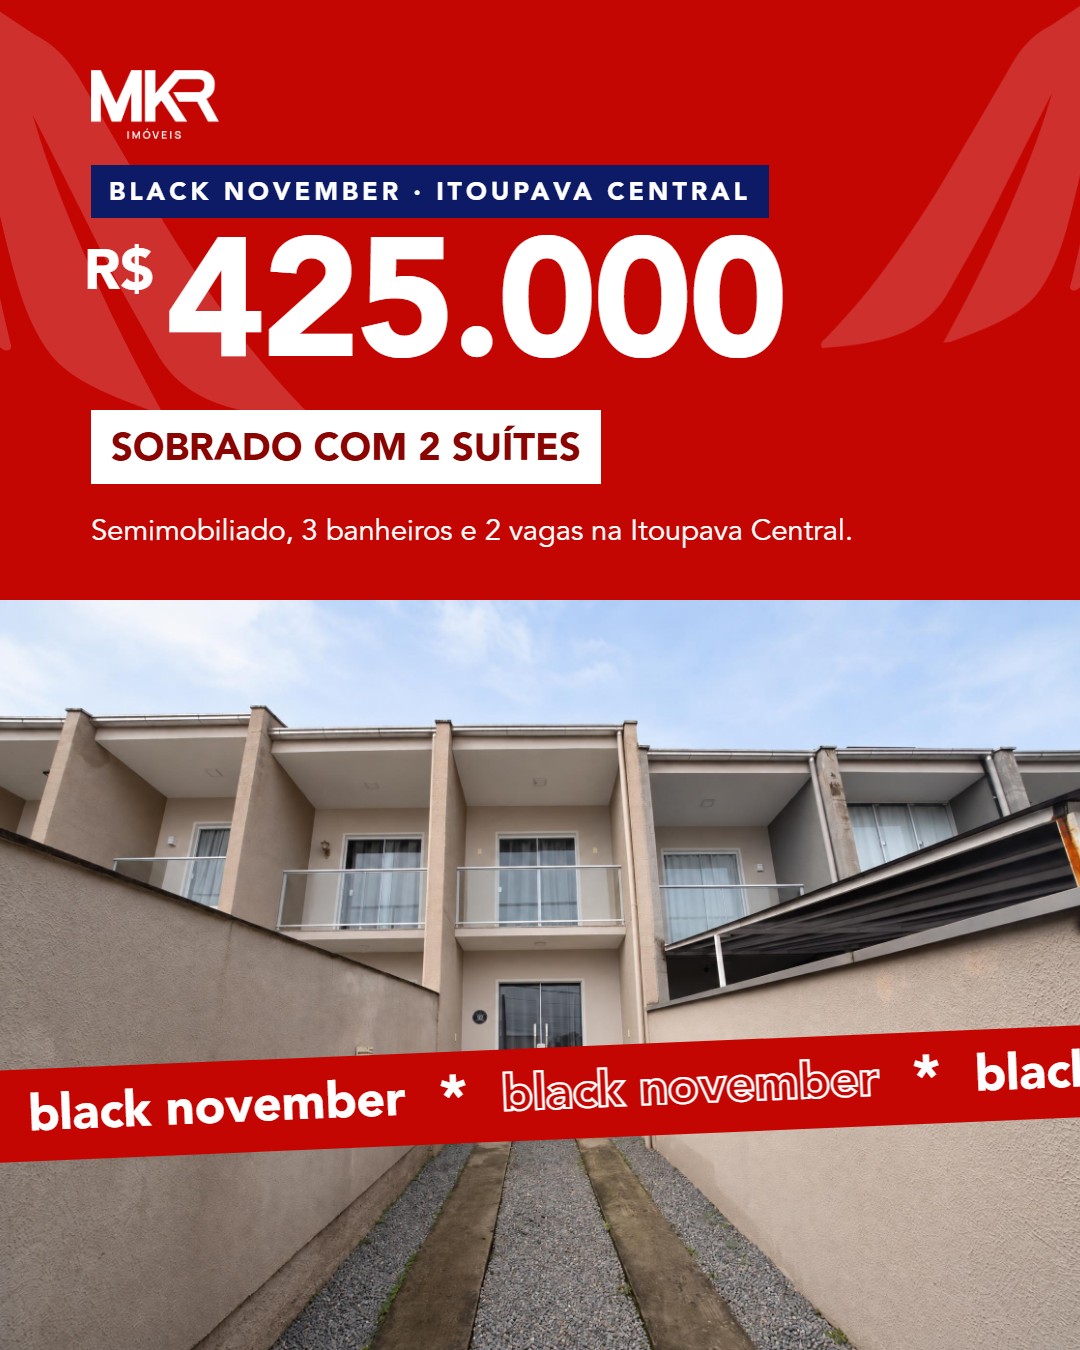 MKR
IMÓVEIS
BLACK NOVEMBER · ITOUPAVA CENTRAL
R$ 425.000
SOBRADO COM 2 SUÍTES
Semimobiliado, 3 banheiros e 2 vagas na Itoupava Central.
black november * black november * black